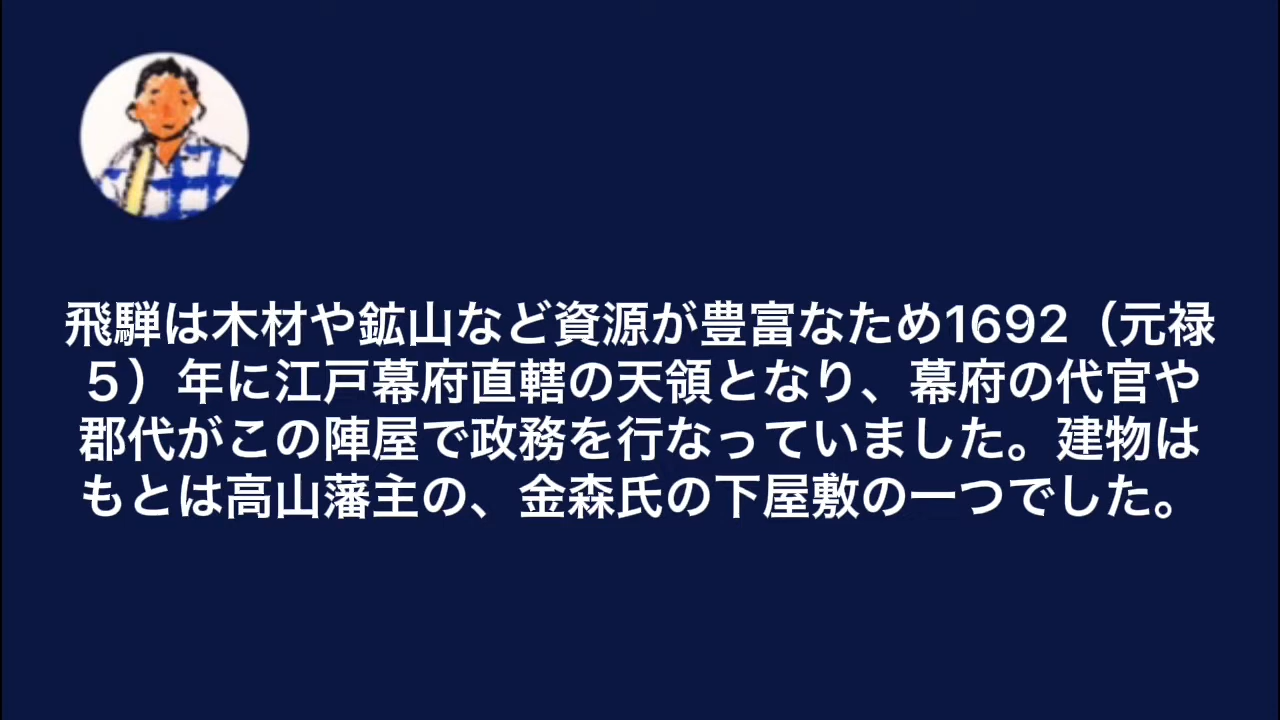 飛騨は木材や鉱山など資源が豊富なため1692（元禄
５）年に江戸幕府直轄の天領となり、幕府の代官や
郡代がこの陣屋で政務を行なっていました。建物は
もとは高山藩主の、金森氏の下屋敷の一つでした。